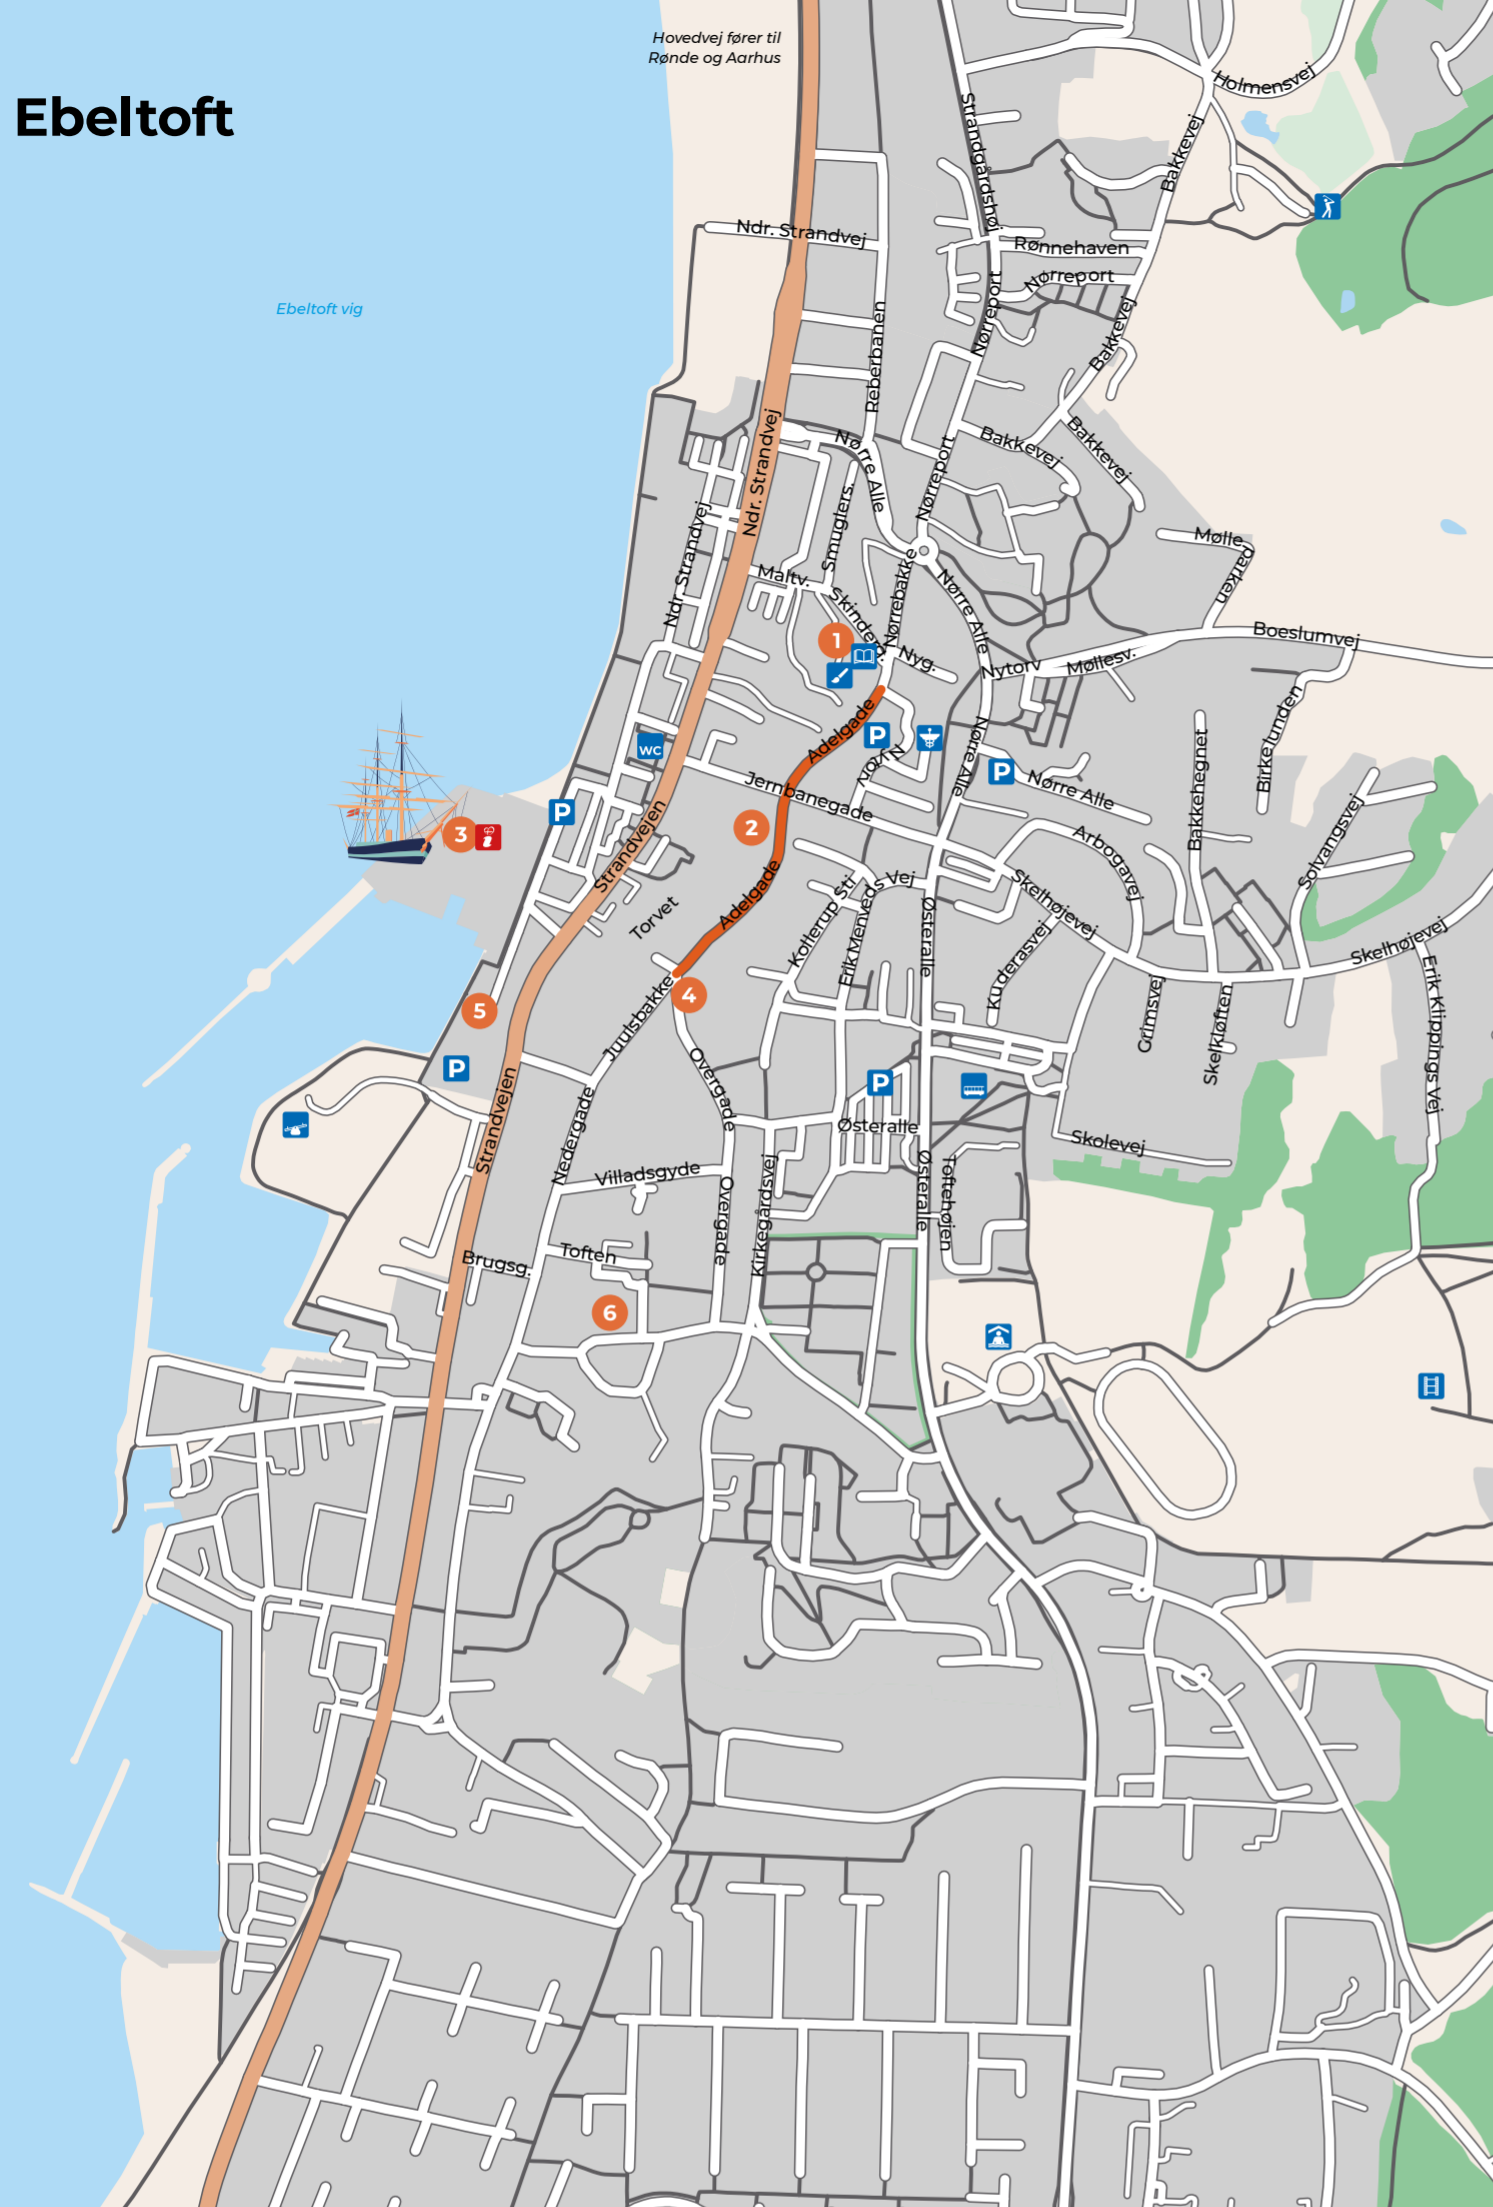 Hovedvej fører til
Rønde og Aarhus
Ebeltoft
Holmensvej
Strandgårdshøj
Bakkevej
Ndr. Strandvej
Rønnehaven
Nørreport
Ebeltoft vig
Nørreport
Bakkevej
Reberbanen
Ndr. Strandvej
Nørre Alle
Nørreport
Bakkevej
Bakkevej
Smuglers.
Ndr. Strandvej
Mølle
parken
Maltv.
Skinderg.
Nørrebakke
Nørre Alle
1
Nyg.
Nytorv
Møllesv.
Boeslumvej
Adelgade
P
Nytorv
WC
Nørre Alle
P
Nørre Alle
Birkelunden
Bakkehegnet
Jernbanegade
P
2
3
Strandvejen
Arbogavej
Solvangsvej
Adelgade
Torvet
Kollerup Sti
Erik Menveds Vej
Østeralle
Skelhøjevej
Kuderasvej
Skelhøjevej
Erik Klippings Vej
4
5
Juulsbakke
Grimsvej
Skelkløften
P
Overgade
P
Strandvejen
Nedergade
Østeralle
Skolevej
Villadsgyde
Overgade
Kirkegårdsvej
Østeralle
Toftehøjen
Brugsg.
Toften
6